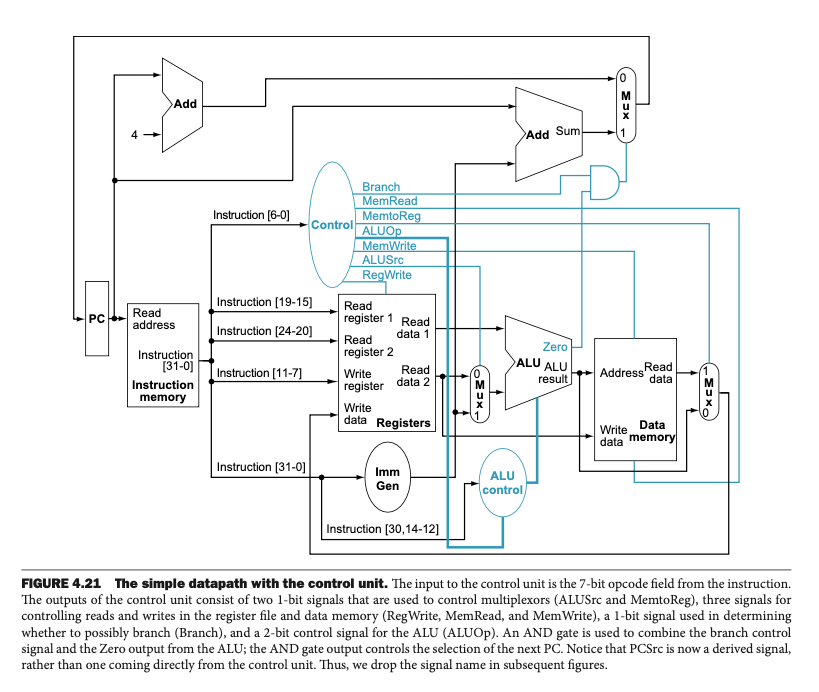 0
M
u
x
1
Add
4
Add Sum
Branch
MemRead
MemtoReg
ALUOp
MemWrite
ALUSrc
RegWrite
Control
Instruction [6-0]
Instruction [19-15]
Instruction [24-20]
Instruction [11-7]
Instruction [31-0]
Instruction [30,14-12]
PC
Read
address
Instruction
[31-0]
Instruction
memory
Read
register 1
Read
register 2
Write
register
Write
data
Read
data 1
Read
data 2
Registers
0
M
u
x
1
Zero
ALU
ALU
result
Address
Read
data
Write
data
Data
memory
1
M
u
x
0
Imm
Gen
ALU
control
FIGURE 4.21 The simple datapath with the control unit. The input to the control unit is the 7-bit opcode field from the instruction.
The outputs of the control unit consist of two 1-bit signals that are used to control multiplexors (ALUSrc and MemtoReg), three signals for
controlling reads and writes in the register file and data memory (RegWrite, MemRead, and MemWrite), a 1-bit signal used in determining
whether to possibly branch (Branch), and a 2-bit control signal for the ALU (ALUOp). An AND gate is used to combine the branch control
signal and the Zero output from the ALU; the AND gate output controls the selection of the next PC. Notice that PCSrc is now a derived signal,
rather than one coming directly from the control unit. Thus, we drop the signal name in subsequent figures.